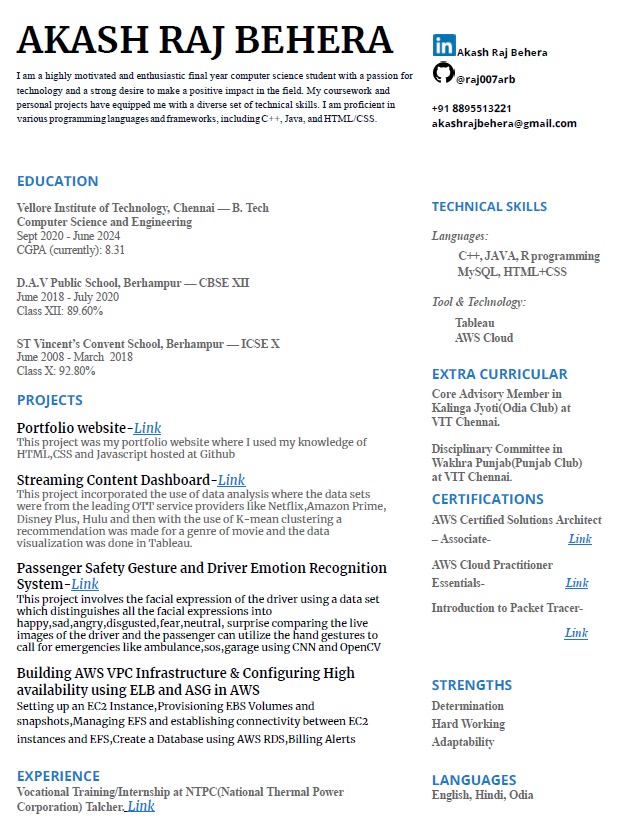 AKASH RAJ BEHERA
I am a highly motivated and enthusiastic final year computer science student with a passion for
technology and a strong desire to make a positive impact in the field. My coursework and
personal projects have equipped me with a diverse set of technical skills. I am proficient in
various programming languages and frameworks, including C++, Java, and HTML/CSS.
in Akash Raj Behera
@raj007arb
+91 8895513221
akashrajbehera@gmail.com
EDUCATION
Vellore Institute of Technology, Chennai — B. Tech
Computer Science and Engineering
Sept 2020 - June 2024
CGPA (currently): 8.31
D.A.V Public School, Berhampur — CBSE XII
June 2018 - July 2020
Class XII: 89.60%
ST Vincent's Convent School, Berhampur — ICSE X
June 2008 - March 2018
Class X: 92.80%
PROJECTS
Portfolio website-Link
This project was my portfolio website where I used my knowledge of
HTML,CSS and Javascript hosted at Github
Streaming Content Dashboard-Link
This project incorporated the use of data analysis where the data sets
were from the leading OTT service providers like Netflix,Amazon Prime,
Disney Plus, Hulu and then with the use of K-mean clustering a
recommendation was made for a genre of movie and the data
visualization was done in Tableau.
Passenger Safety Gesture and Driver Emotion Recognition
System-Link
This project involves the facial expression of the driver using a data set
which distinguishes all the facial expressions into
happy,sad,angry,disgusted,fear,neutral, surprise comparing the live
images of the driver and the passenger can utilize the hand gestures to
call for emergencies like ambulance,sos,garage using CNN and OpenCV
Building AWS VPC Infrastructure & Configuring High
availability using ELB and ASG in AWS
Setting up an EC2 Instance,Provisioning EBS Volumes and
snapshots,Managing EFS and establishing connectivity between EC2
instances and EFS,Create a Database using AWS RDS,Billing Alerts
EXPERIENCE
Vocational Training/Internship at NTPC(National Thermal Power
Corporation) Talcher. Link
TECHNICAL SKILLS
Languages:
C++, JAVA, R programming
MySQL, HTML+CSS
Tool & Technology:
Tableau
AWS Cloud
EXTRA CURRICULAR
Core Advisory Member in
Kalinga Jyoti(Odia Club) at
VIT Chennai.
Disciplinary Committee in
Wakhra Punjab(Punjab Club)
at VIT Chennai.
CERTIFICATIONS
AWS Certified Solutions Architect
– Associate- Link
AWS Cloud Practitioner
Essentials- Link
Introduction to Packet Tracer-
Link
STRENGTHS
Determination
Hard Working
Adaptability
LANGUAGES
English, Hindi, Odia